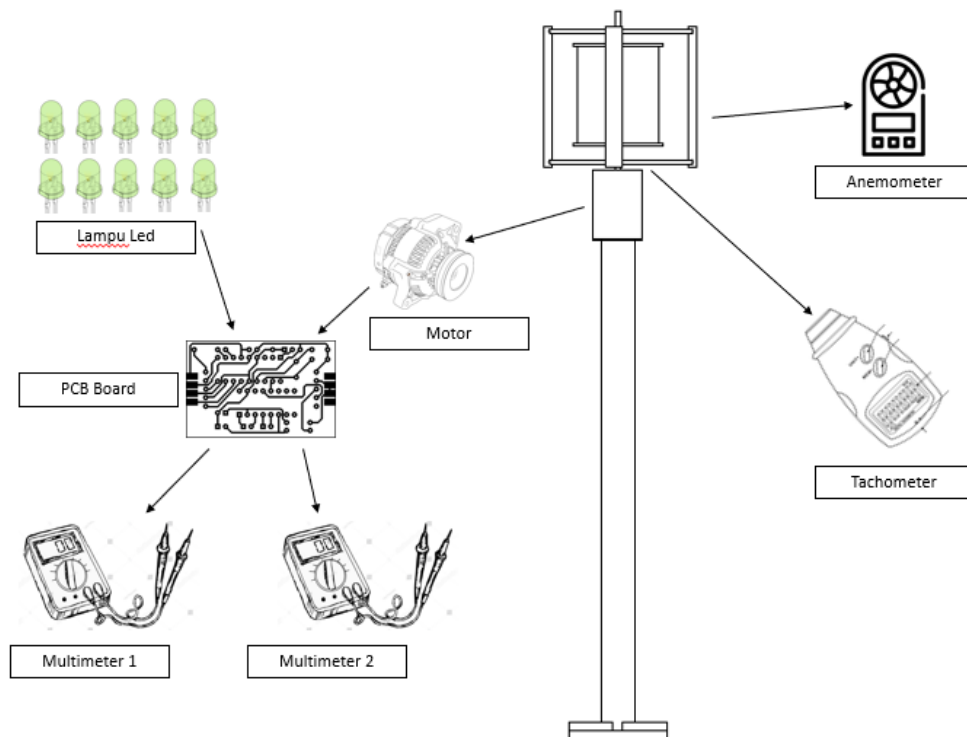 Anemometer
Lampu Led
Motor
PCB Board
Tachometer
Multimeter 1
Multimeter 2